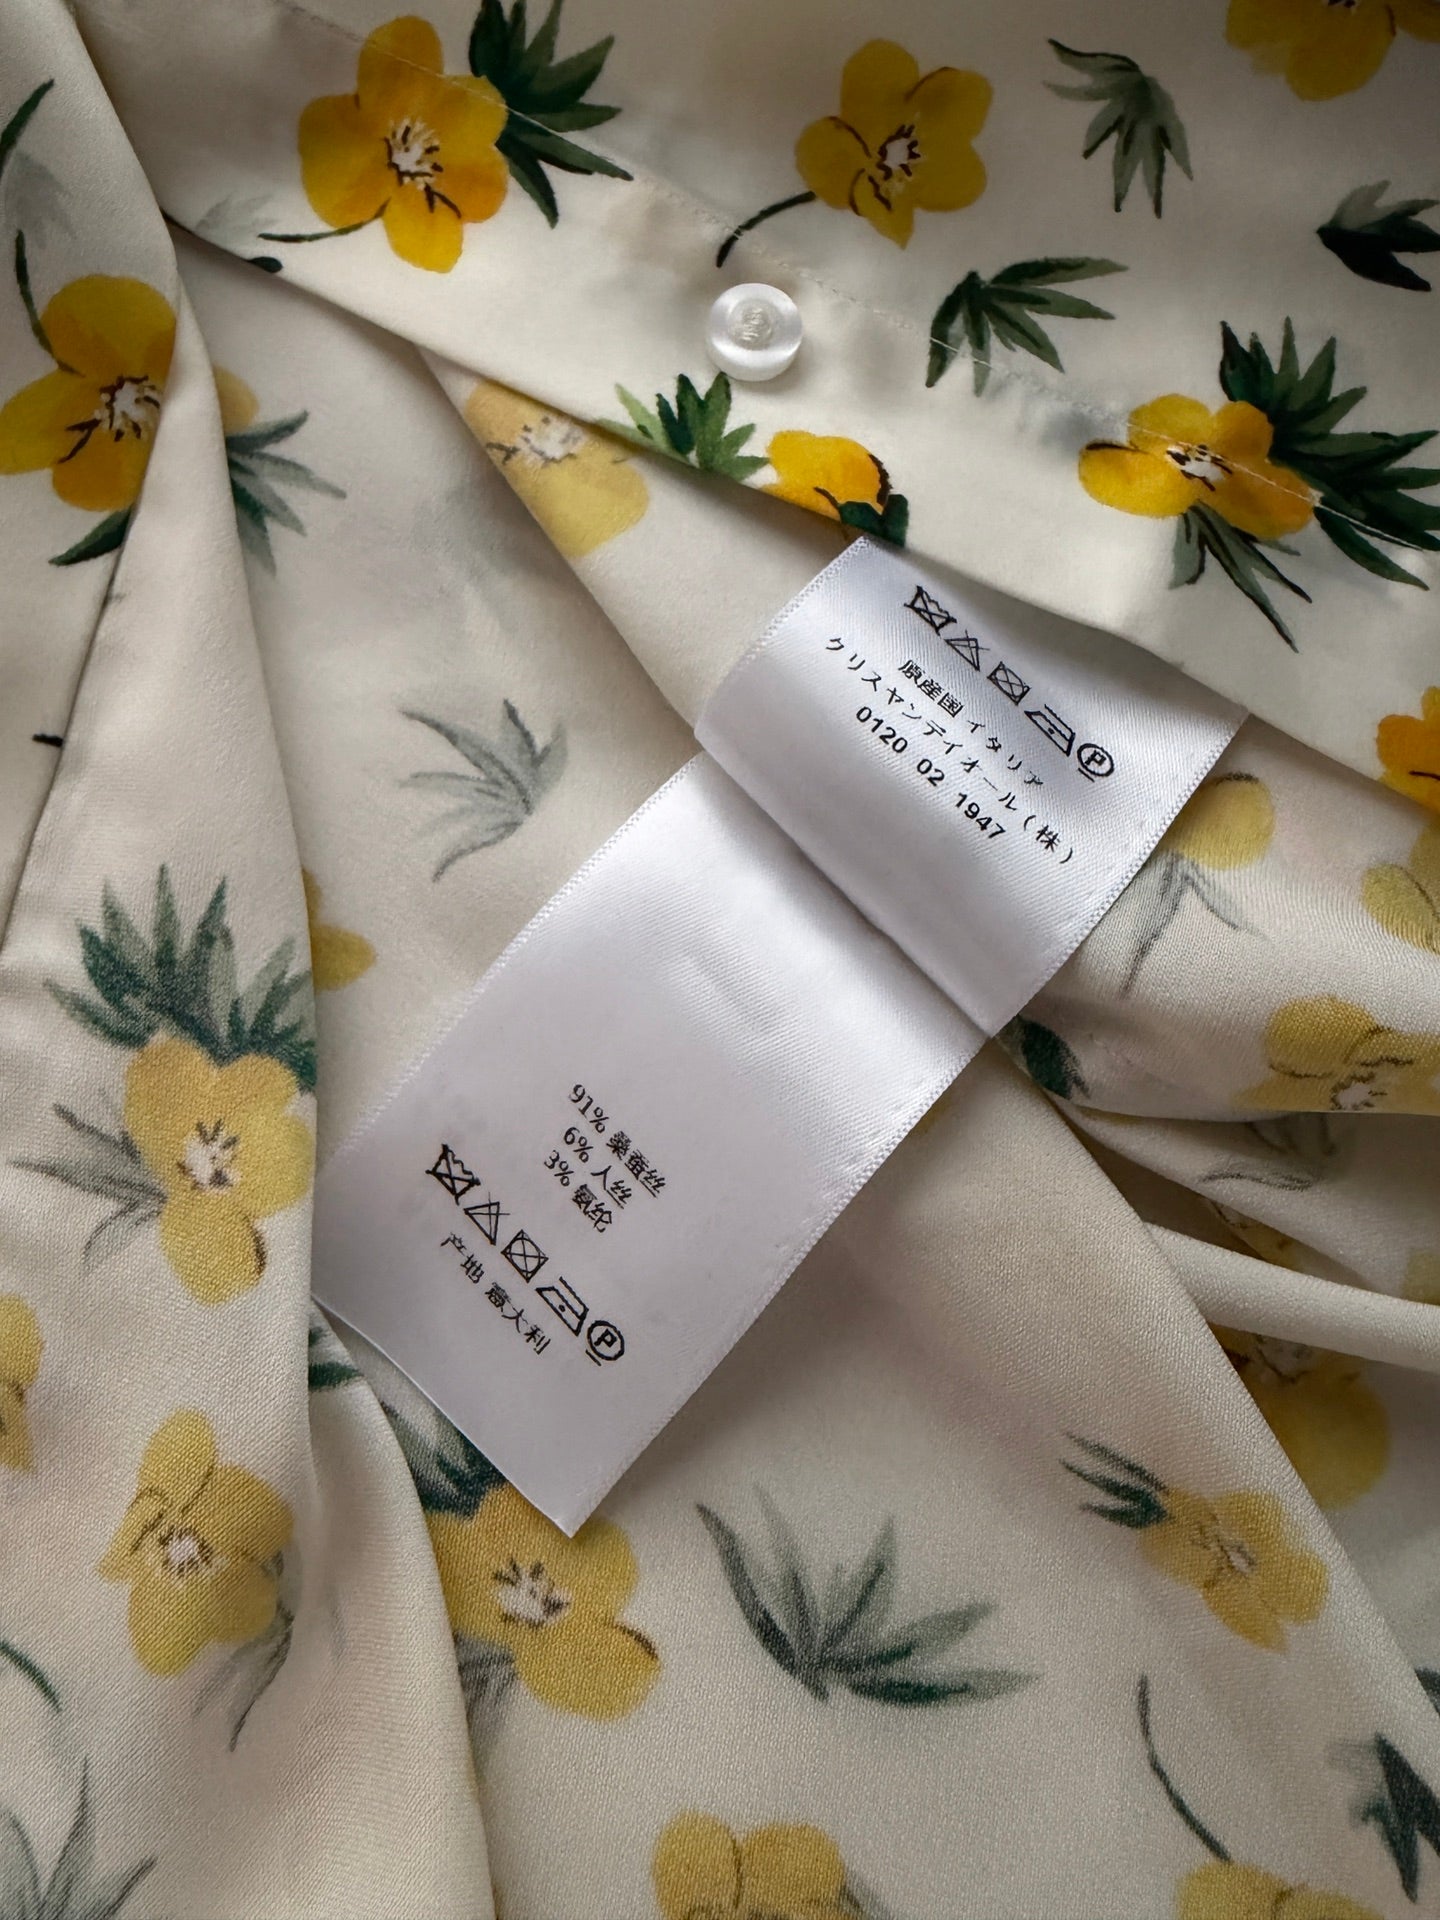 原産国 イタリア
クリスャンディオール(株)
0120 02 1947
91% 桑蚕丝
6% 人丝
3% 氨纶
P
产地 意大利